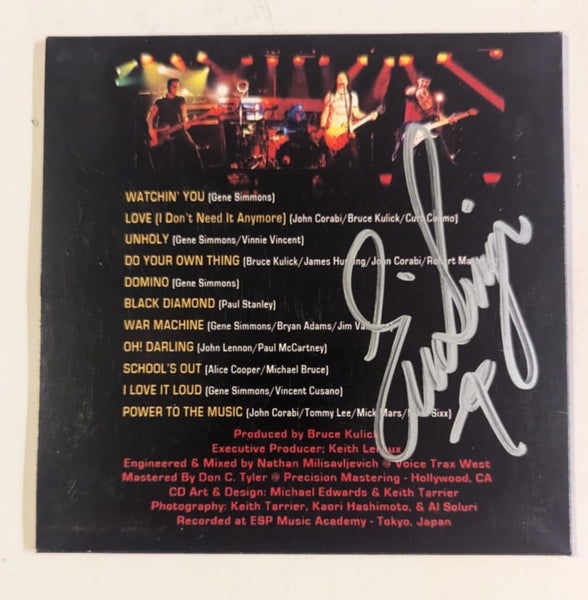 WATCHIN' YOU (Gene Simmons)
LOVE (I Don't Need It Anymore) (John Corabi/Bruce Kulick/Curt Cuomo)
UNHOLY (Gene Simmons/Vinnie Vincent)
DO YOUR OWN THING (Bruce Kulick/James Hunting/John Corabi/Robert
DOMINO (Gene Simmons)
BLACK DIAMOND (Paul Stanley)
WAR MACHINE (Gene Simmons/Bryan Adams/Jim
OH! DARLING (John Lennon/Paul McCartney)
SCHOOL'S OUT (Alice Cooper/Michael Bruce)
I LOVE IT LOUD (Gene Simmons/Vincent Cusano)
POWER TO THE MUSIC (John Corabi/Tommy Lee/Mick Mars/Nikki Sixx)
Produced by Bruce Kulick
Executive Producer; Keith Leroux
Engineered & Mixed by Nathan Milisavljevich @ Voice Trax West
Mastered By Don C. Tyler @ Precision Mastering - Hollywood, CA
CD Art & Design: Michael Edwards & Keith Tarrier
Photography: Keith Tarrier, Kaori Hashimoto, & Al Soluri
Recorded at ESP Music Academy - Tokyo, Japan
Eric Singer